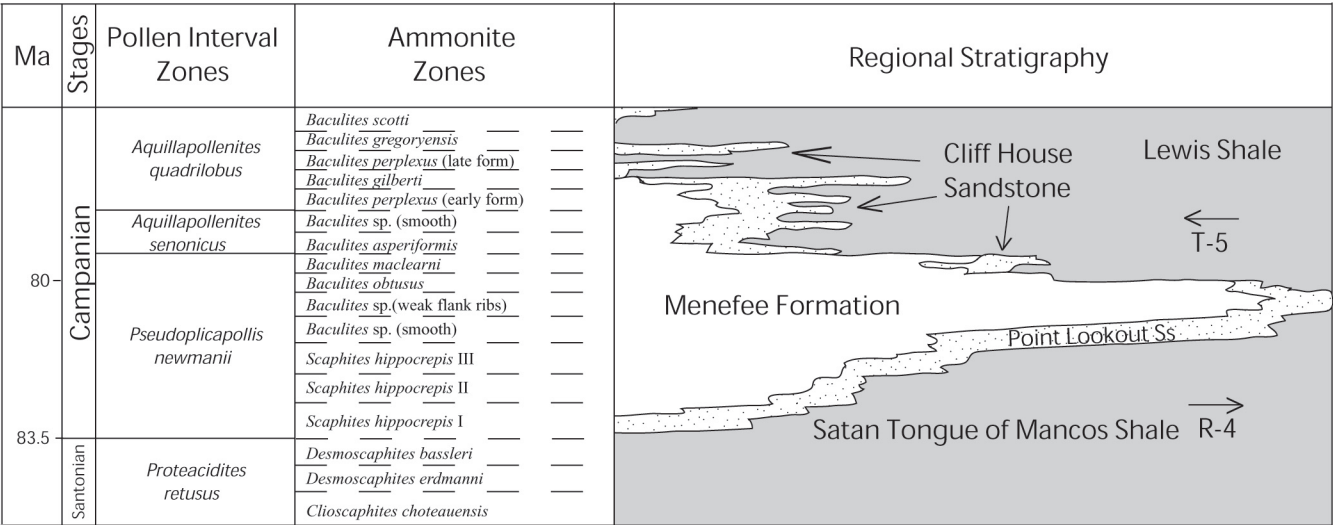 Ma
Stages
Pollen Interval
Zones
Ammonite
Zones
Regional Stratigraphy
80
83.5
Campanian
Santonian
Aquillapollenites
quadrilobus
Aquillapollenites
senonicus
Pseudoplicapollis
newmanii
Proteacidites
retusus
Baculites scotti
Baculites gregoryensis
Baculites perplexus (late form)
Baculites gilberti
Baculites perplexus (early form)
Baculites sp. (smooth)
Baculites asperiformis
Baculites maclearni
Baculites obtusus
Baculites sp.(weak flank ribs)
Baculites sp. (smooth)
Scaphites hippocrepis III
Scaphites hippocrepis II
Scaphites hippocrepis I
Desmoscaphites bassleri
Desmoscaphites erdmanni
Clioscaphites choteauensis
Cliff House
Sandstone
Lewis Shale
T-5
Menefee Formation
Point Lookout Ss
Satan Tongue of Mancos Shale
R-4